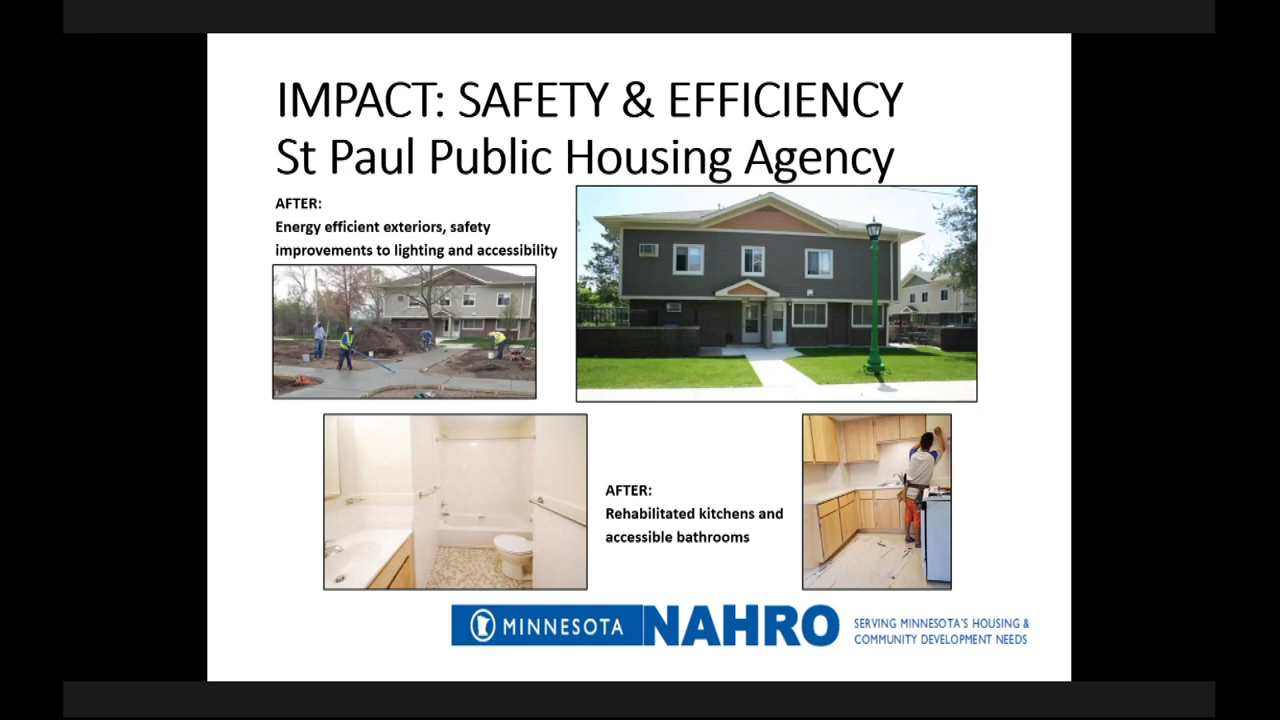 IMPACT: SAFETY & EFFICIENCY
St Paul Public Housing Agency
AFTER:
Energy efficient exteriors, safety
improvements to lighting and accessibility
AFTER:
Rehabilitated kitchens and
accessible bathrooms
MINNESOTA NAHRO
SERVING MINNESOTA'S HOUSING &
COMMUNITY DEVELOPMENT NEEDS